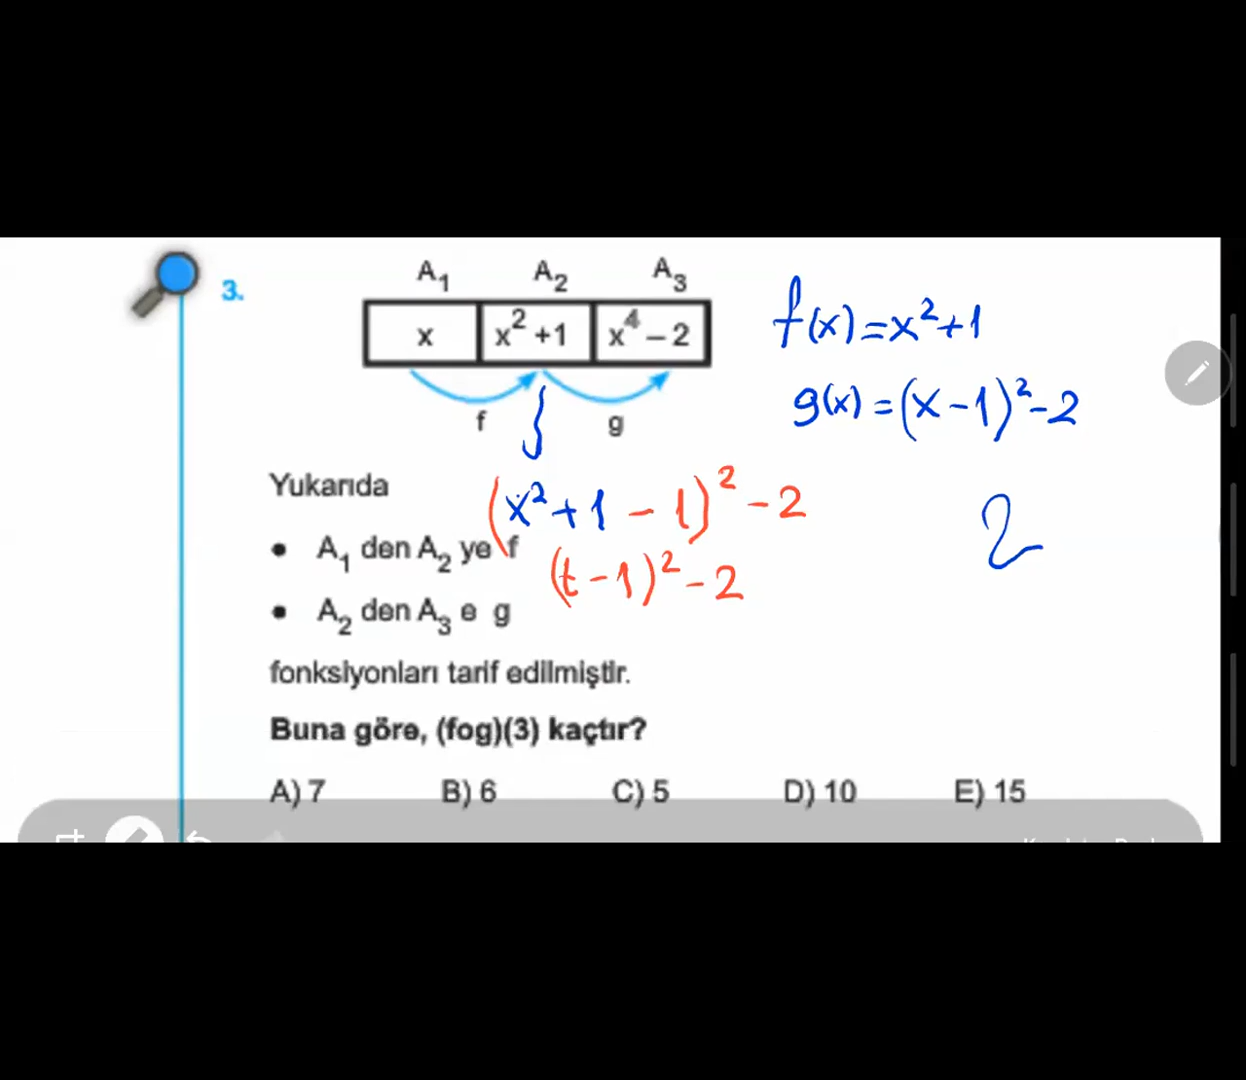 3.
A₁ A₂ A₃
x x² +1 x⁴ – 2
f g
f(x)=x²+1
g(x)=(x-1)²-2
Yukarıda
(x²+1-1)²-2
• A₁ den A₂ ye f
(t-1)²-2
2
• A₂ den A₃ e g
fonksiyonları tarif edilmiştir.
Buna göre, (fog)(3) kaçtır?
A) 7 B) 6 C) 5 D) 10 E) 15